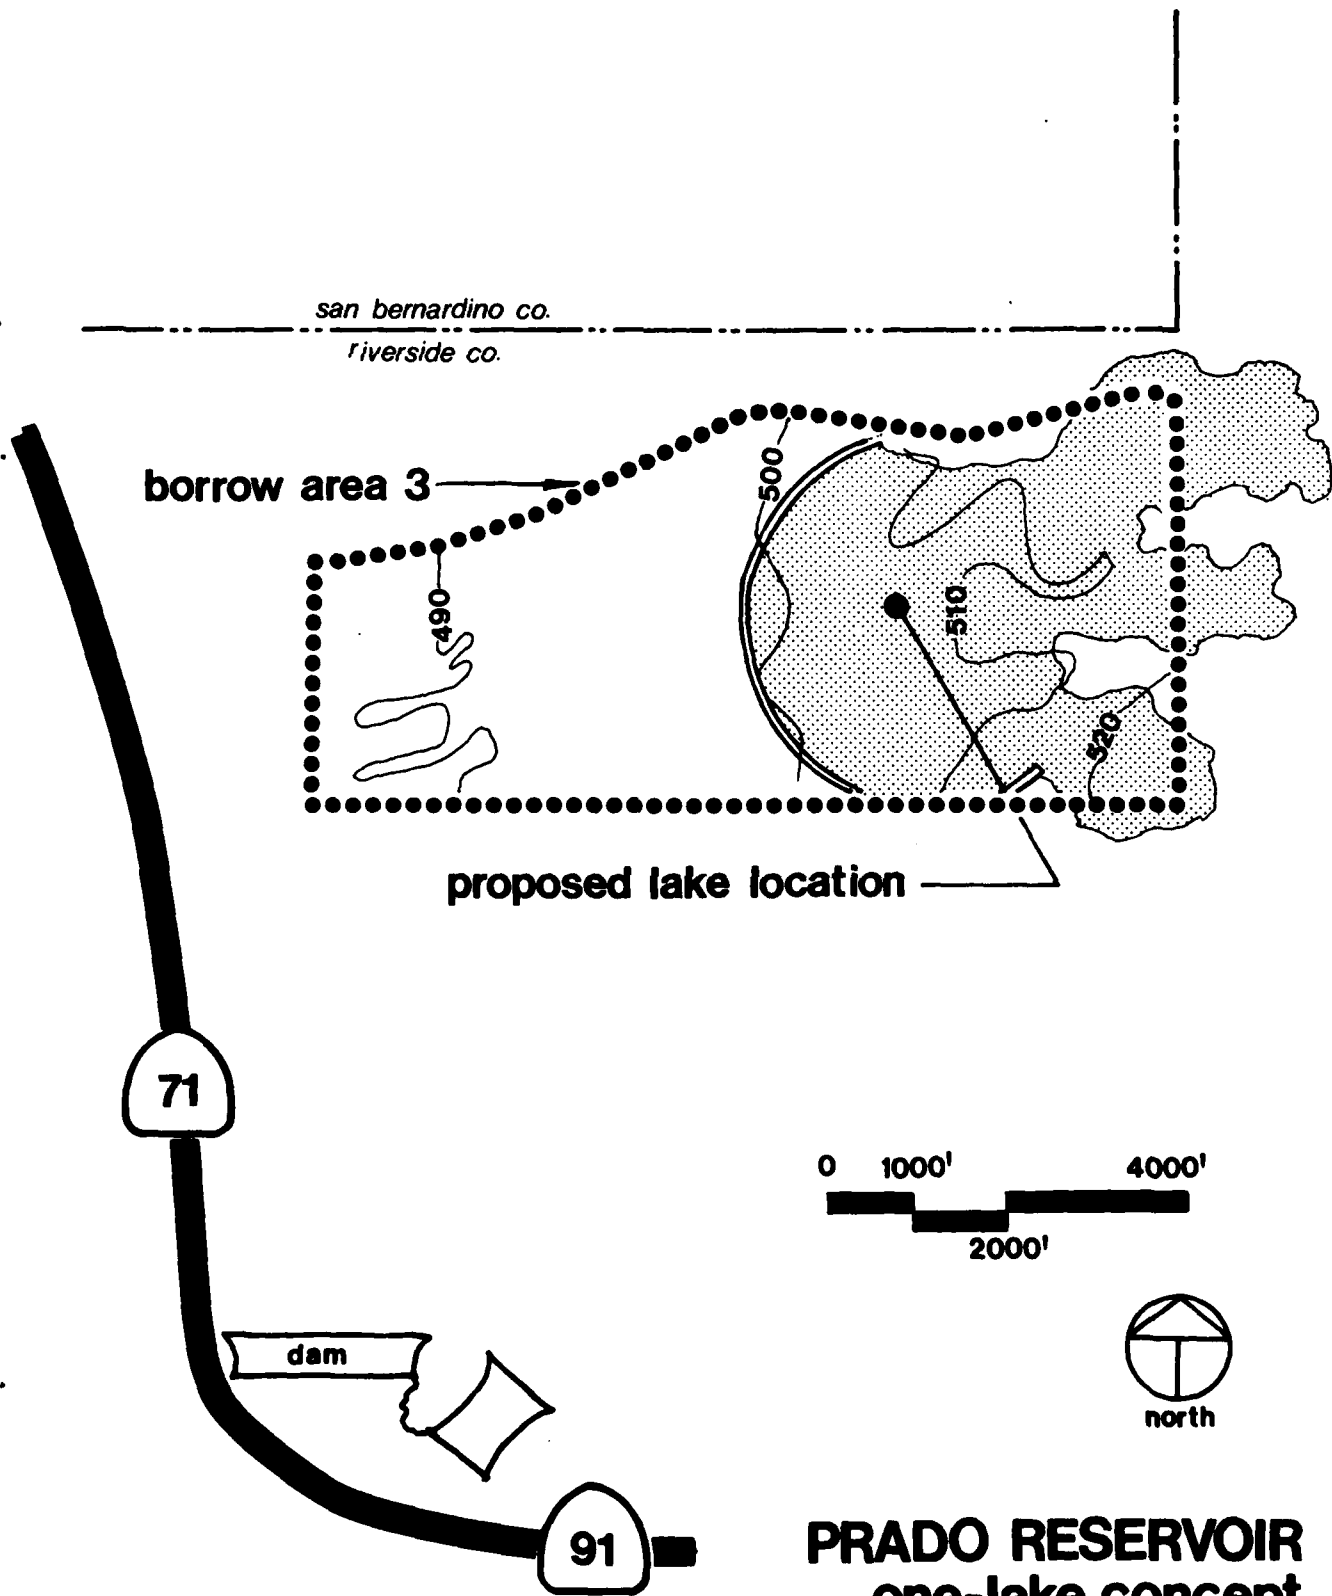 san bernardino co.
riverside co.
borrow area 3
500
490
510
520
proposed lake location
71
0 1000' 4000'
2000'
dam
north
91
PRADO RESERVOIR
one-lake concept